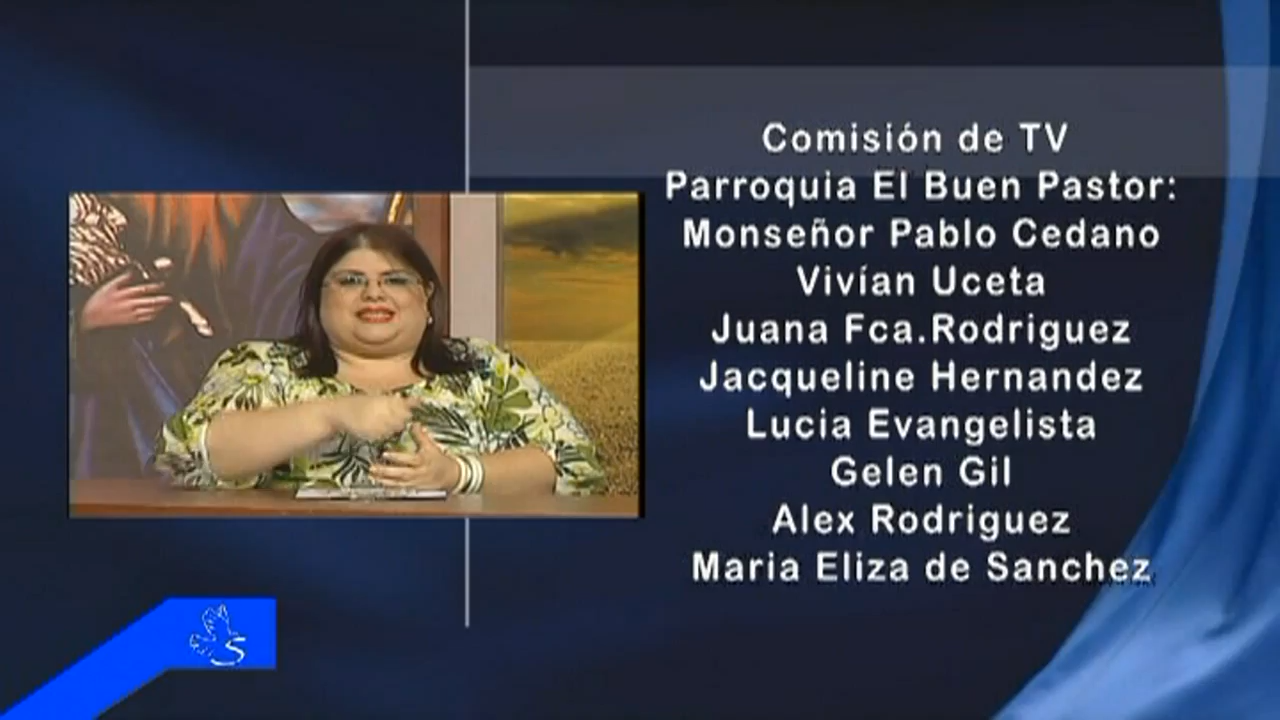 Comisión de TV
Parroquia El Buen Pastor:
Monseñor Pablo Cedano
Vivían Uceta
Juana Fca.Rodriguez
Jacqueline Hernandez
Lucia Evangelista
Gelen Gil
Alex Rodriguez
Maria Eliza de Sanchez